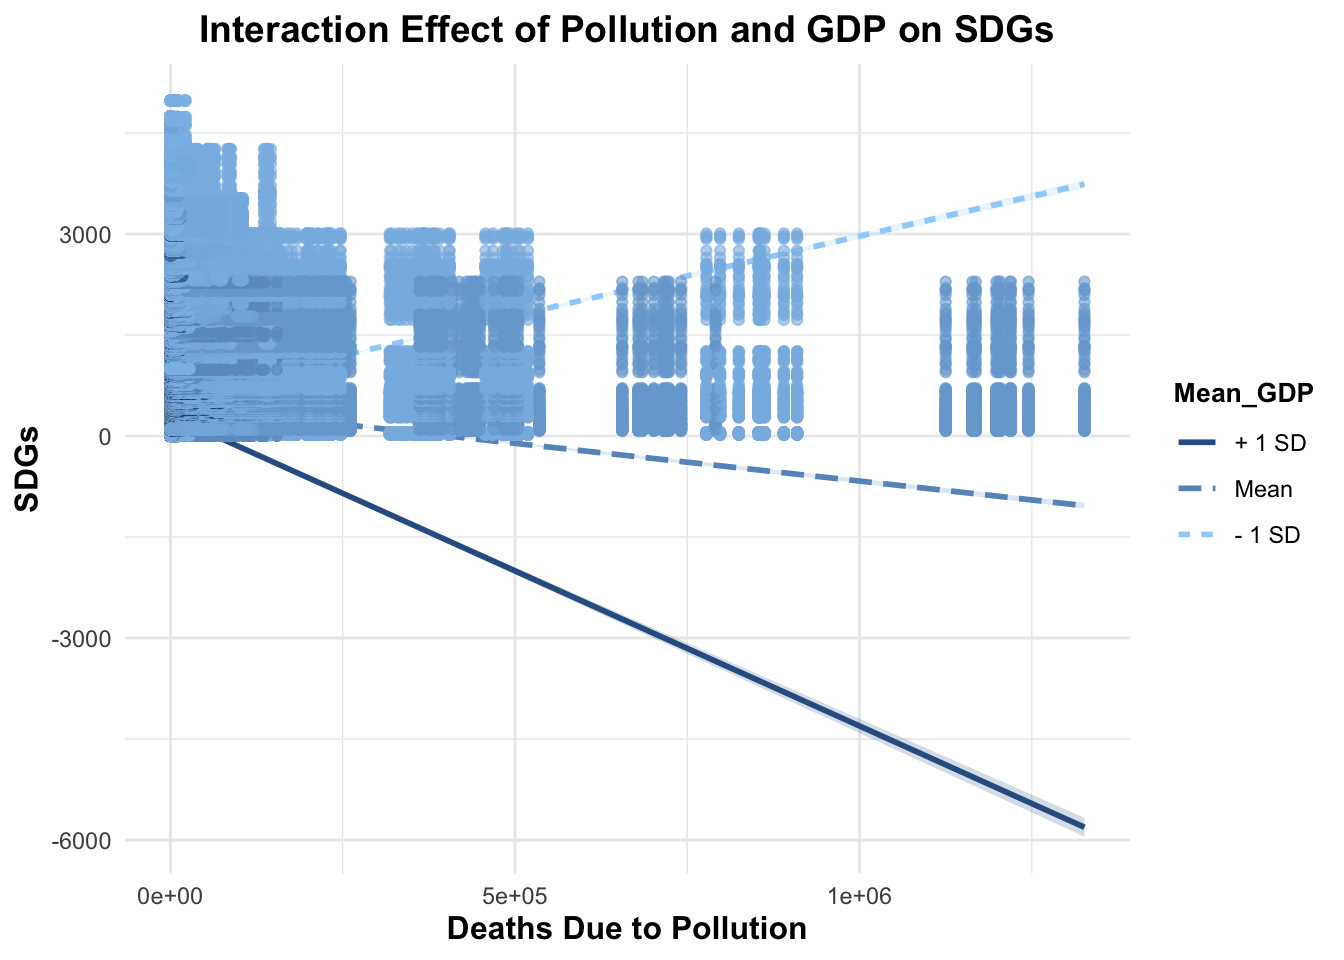 Interaction Effect of Pollution and GDP on SDGs
3000
0
-3000
-6000
SDGs
0e+00
5e+05
1e+06
Deaths Due to Pollution
Mean_GDP
+ 1 SD
Mean
- 1 SD